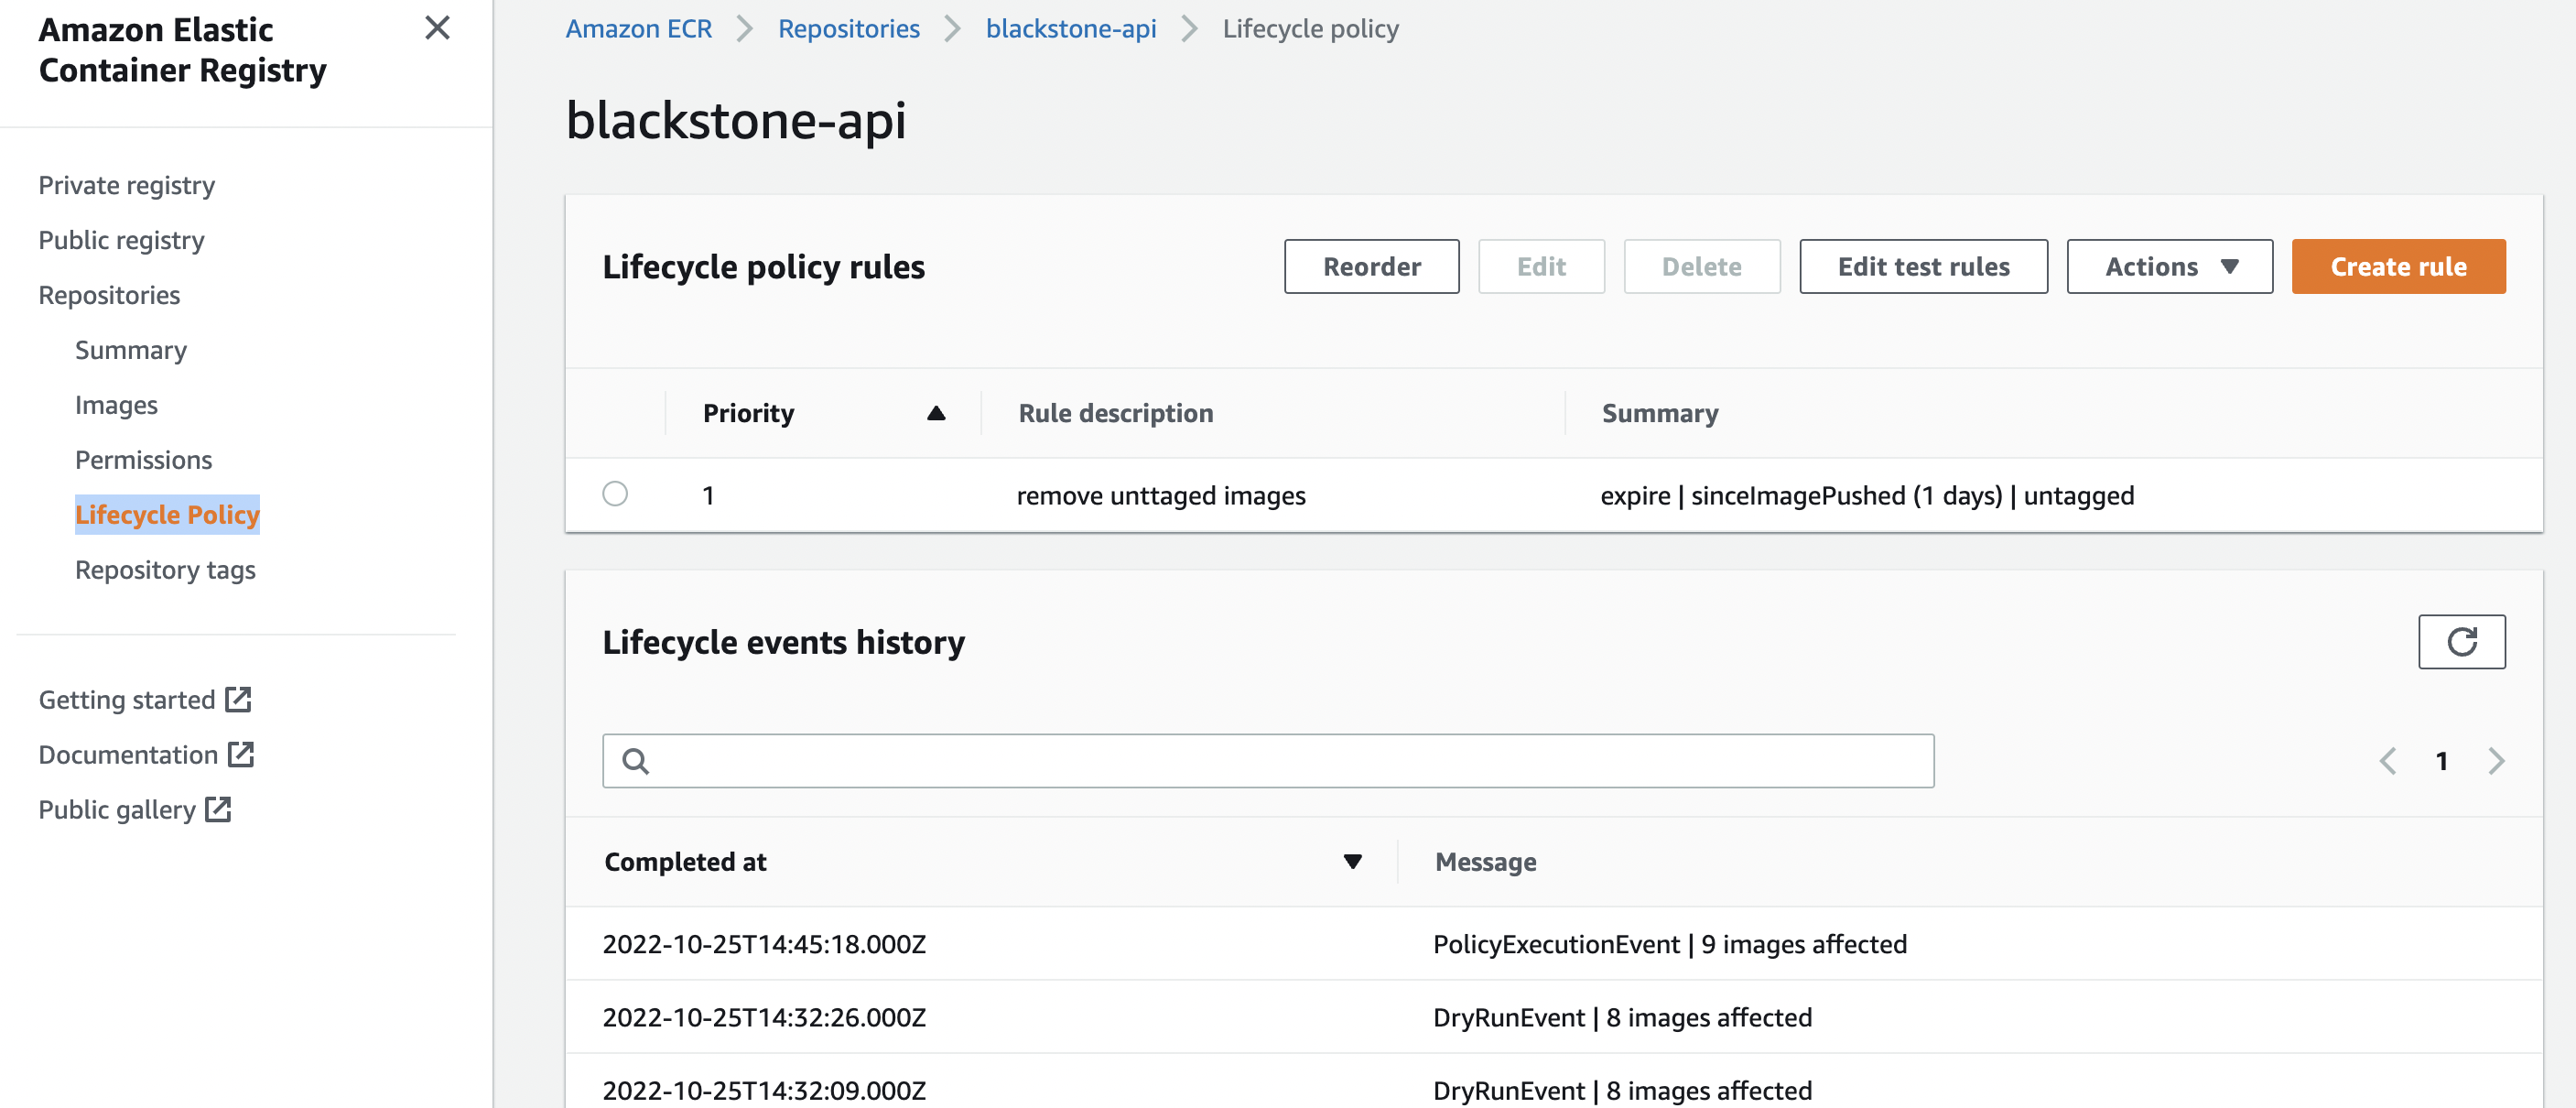 Amazon Elastic
Container Registry
Private registry
Public registry
Repositories
Summary
Images
Permissions
Lifecycle Policy
Repository tags
Getting started
Documentation
Public gallery
Amazon ECR > Repositories > blackstone-api > Lifecycle policy
blackstone-api
Lifecycle policy rules
Reorder Edit Delete Edit test rules Actions Create rule
Priority Rule description Summary
1 remove unttaged images expire | sinceImagePushed (1 days) | untagged
Lifecycle events history
1
Completed at Message
2022-10-25T14:45:18.000Z PolicyExecutionEvent | 9 images affected
2022-10-25T14:32:26.000Z DryRunEvent | 8 images affected
2022-10-25T14:32:09.000Z DryRunEvent | 8 images affected